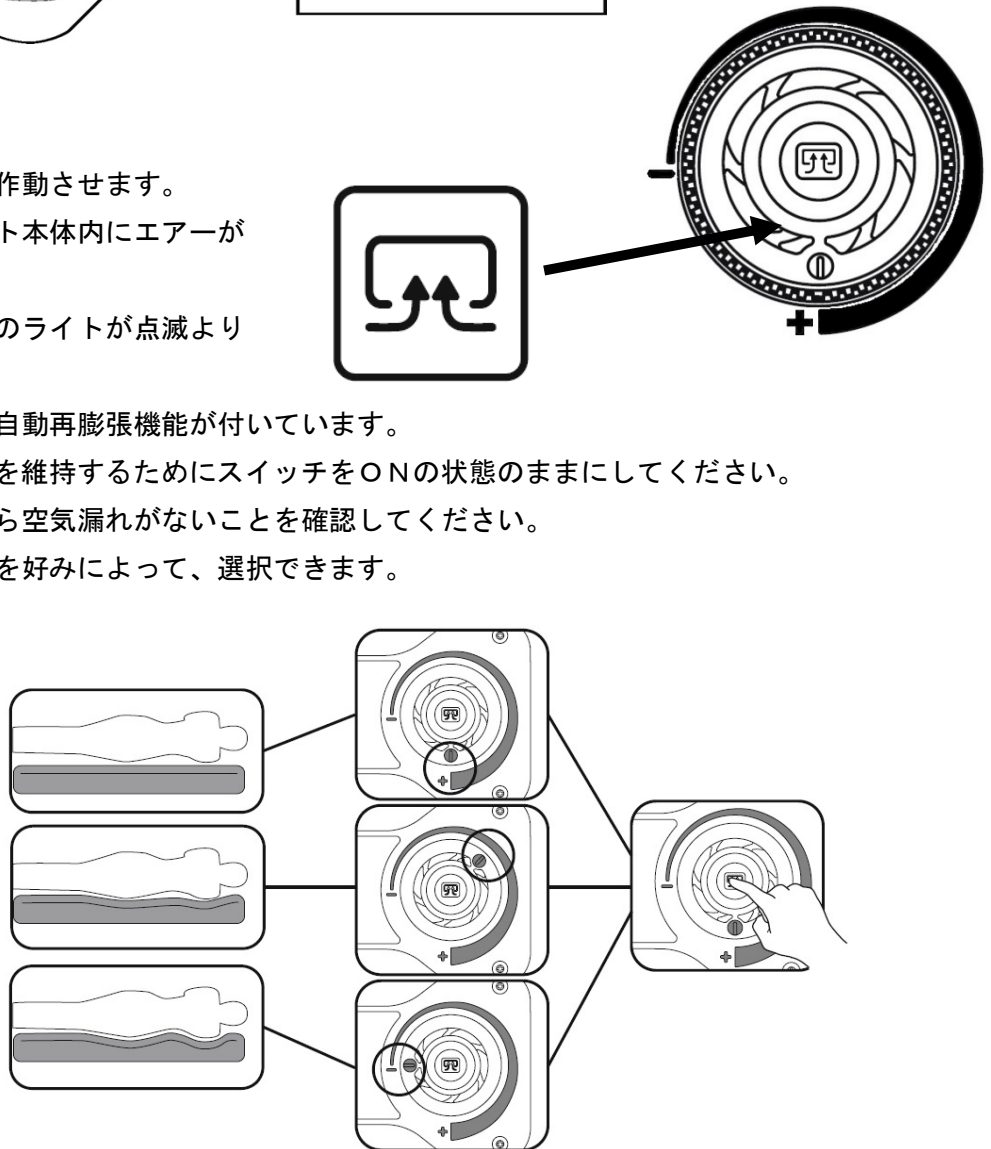 作動させます。
ト本体内にエアーが
のライトが点滅より
自動再膨張機能が付いています。
を維持するためにスイッチをＯＮの状態のままにしてください。
ら空気漏れがないことを確認してください。
を好みによって、選択できます。